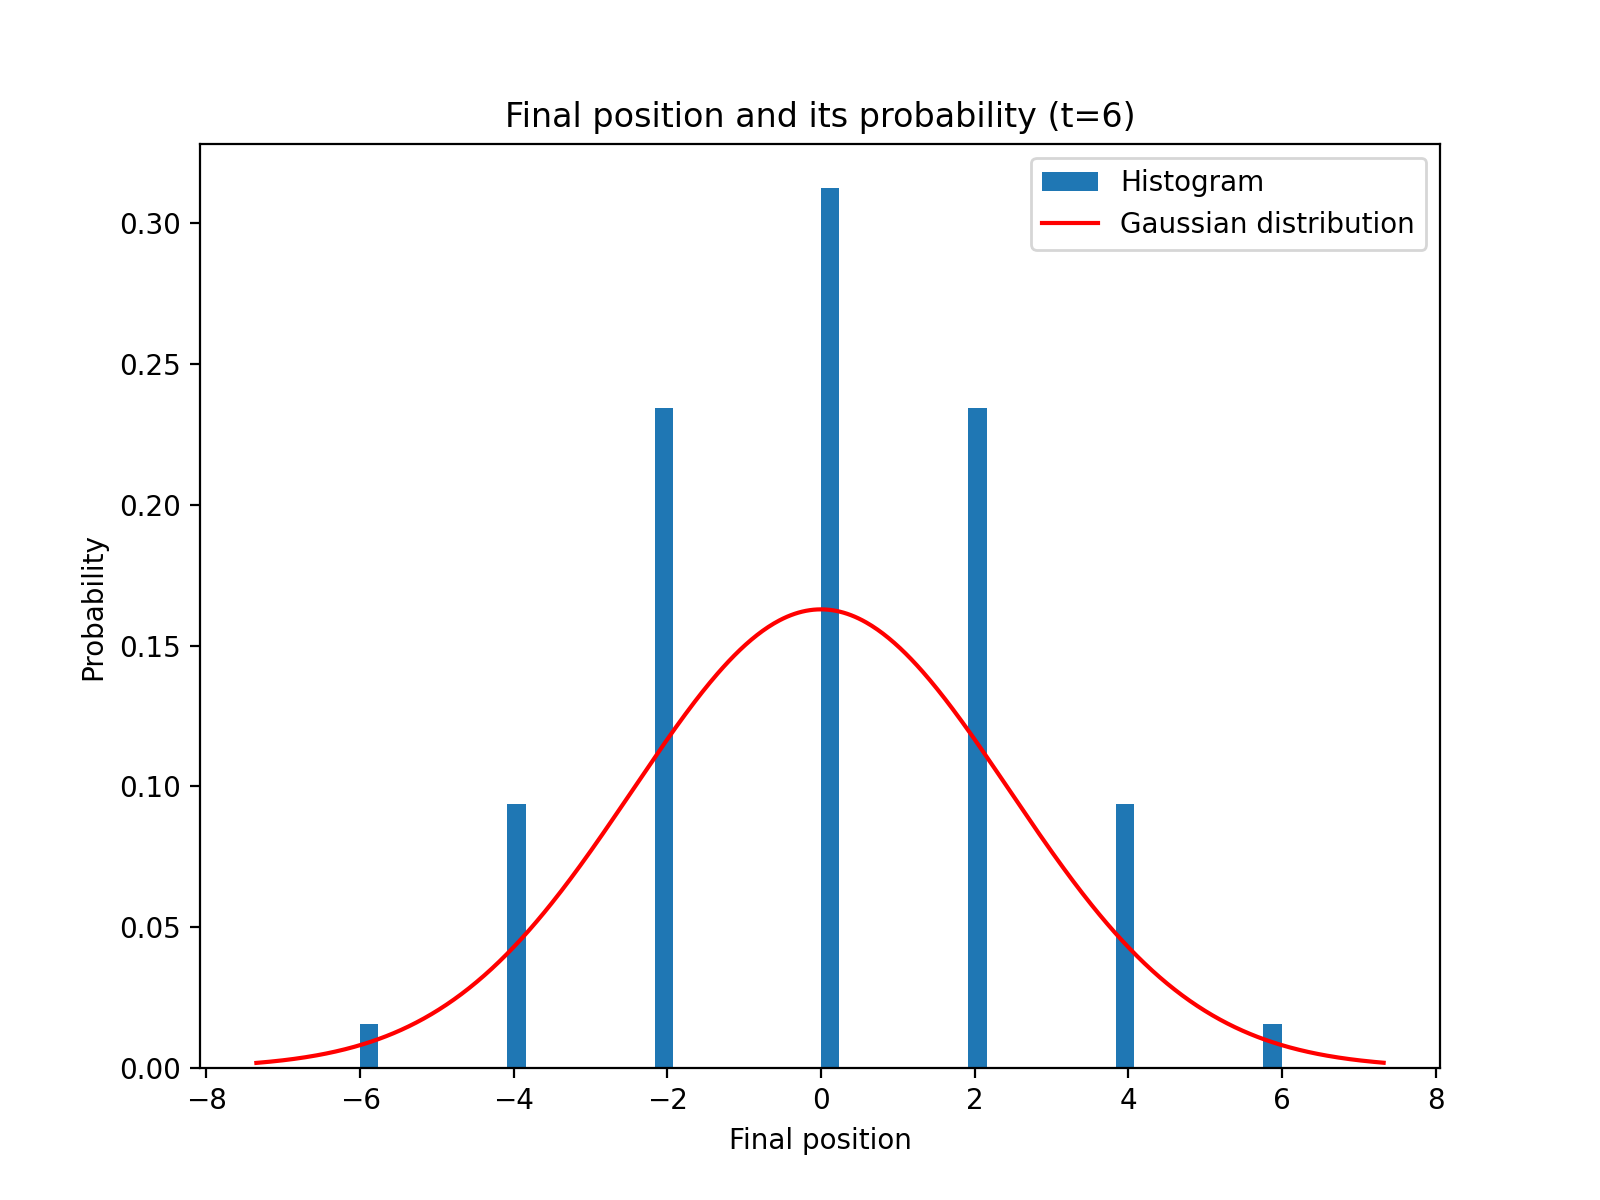 Final position and its probability (t=6)
Histogram
Gaussian distribution
0.30
0.25
0.20
0.15
0.10
0.05
0.00
Probability
−8 −6 −4 −2 0 2 4 6 8
Final position